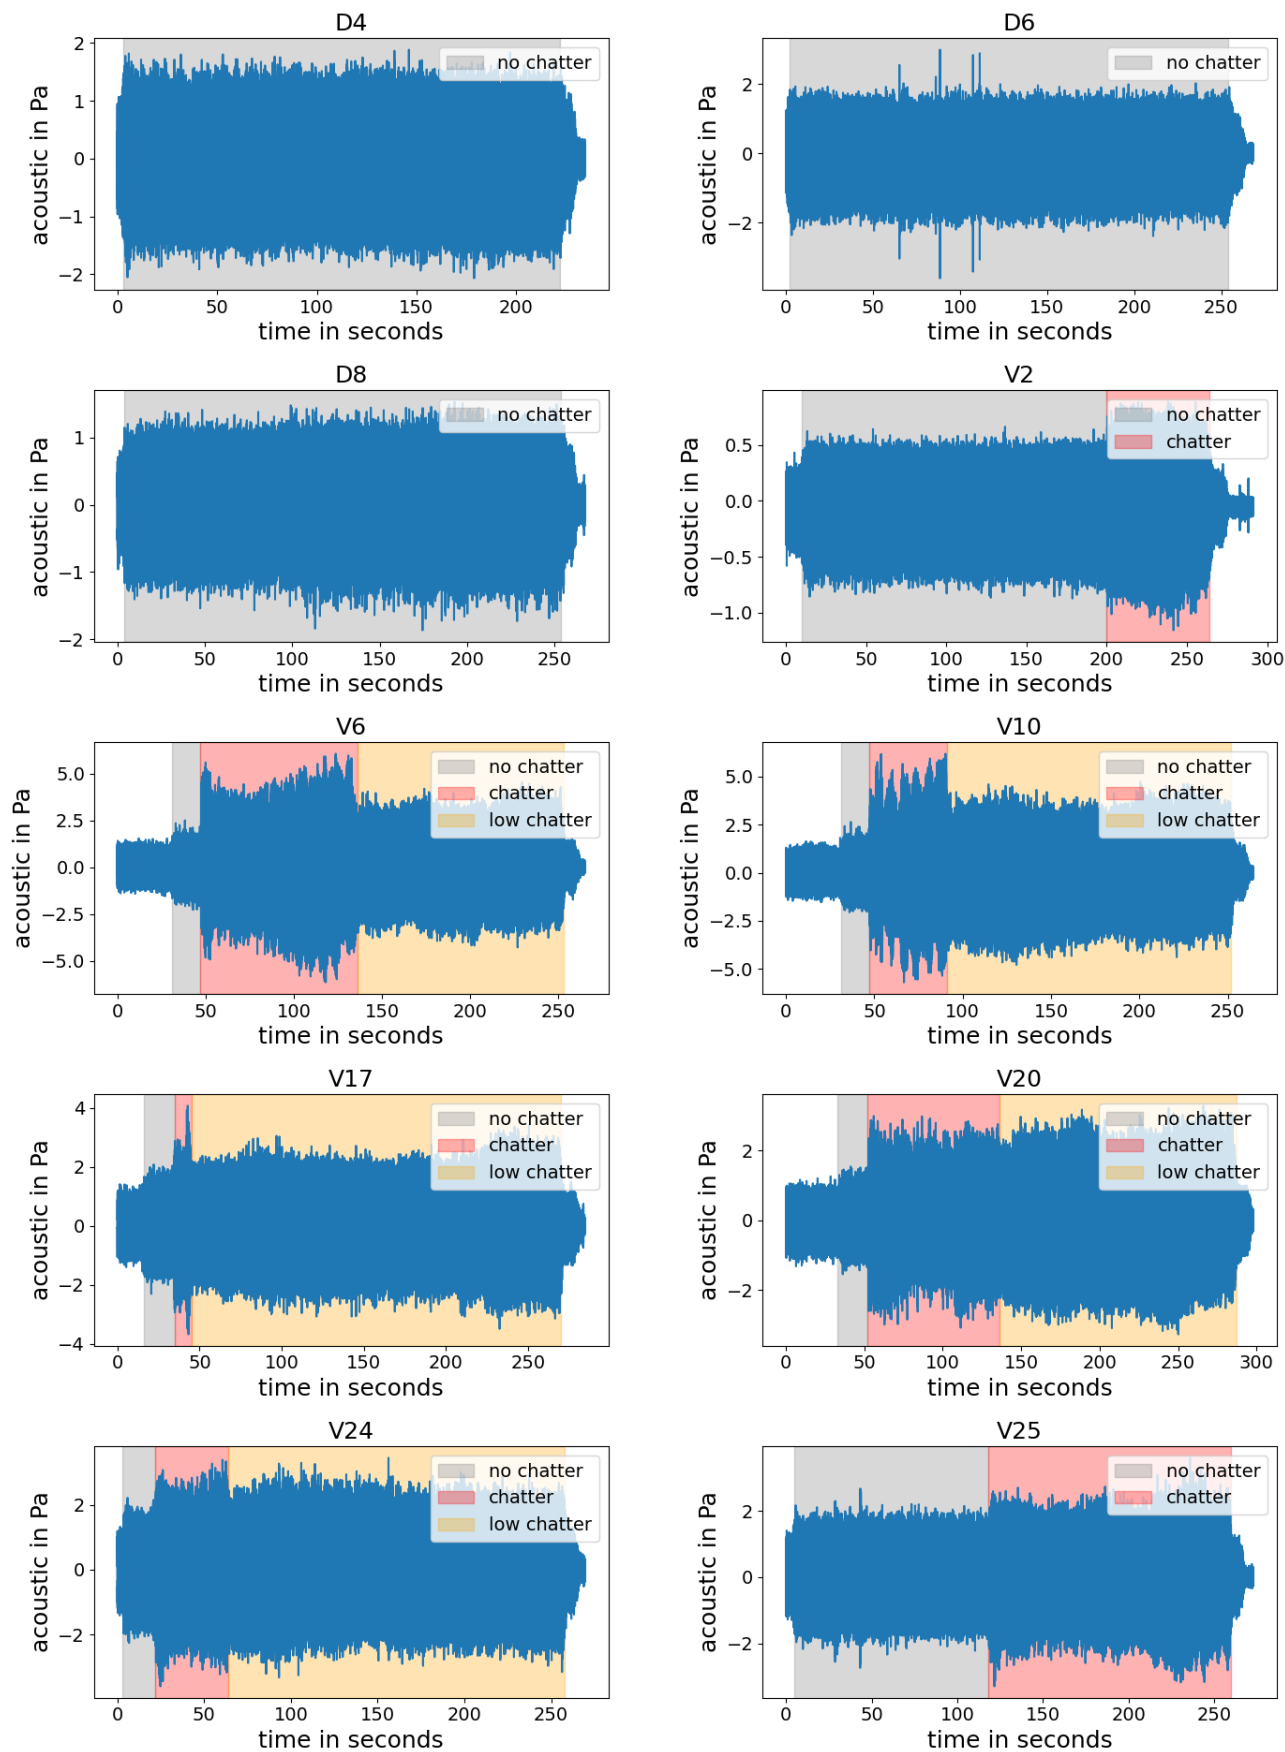 D4
acoustic in Pa
2
1
0
−1
−2
no chatter
0 50 100 150 200
time in seconds
D6
acoustic in Pa
2
0
−2
no chatter
0 50 100 150 200 250
time in seconds
D8
acoustic in Pa
1
0
−1
−2
no chatter
0 50 100 150 200 250
time in seconds
V2
acoustic in Pa
0.5
0.0
−0.5
−1.0
no chatter
chatter
0 50 100 150 200 250 300
time in seconds
V6
acoustic in Pa
5.0
2.5
0.0
−2.5
−5.0
no chatter
chatter
low chatter
0 50 100 150 200 250
time in seconds
V10
acoustic in Pa
5.0
2.5
0.0
−2.5
−5.0
no chatter
chatter
low chatter
0 50 100 150 200 250
time in seconds
V17
acoustic in Pa
4
2
0
−2
−4
no chatter
chatter
low chatter
0 50 100 150 200 250
time in seconds
V20
acoustic in Pa
2
0
−2
no chatter
chatter
low chatter
0 50 100 150 200 250 300
time in seconds
V24
acoustic in Pa
2
0
−2
no chatter
chatter
low chatter
0 50 100 150 200 250
time in seconds
V25
acoustic in Pa
2
0
−2
no chatter
chatter
0 50 100 150 200 250
time in seconds